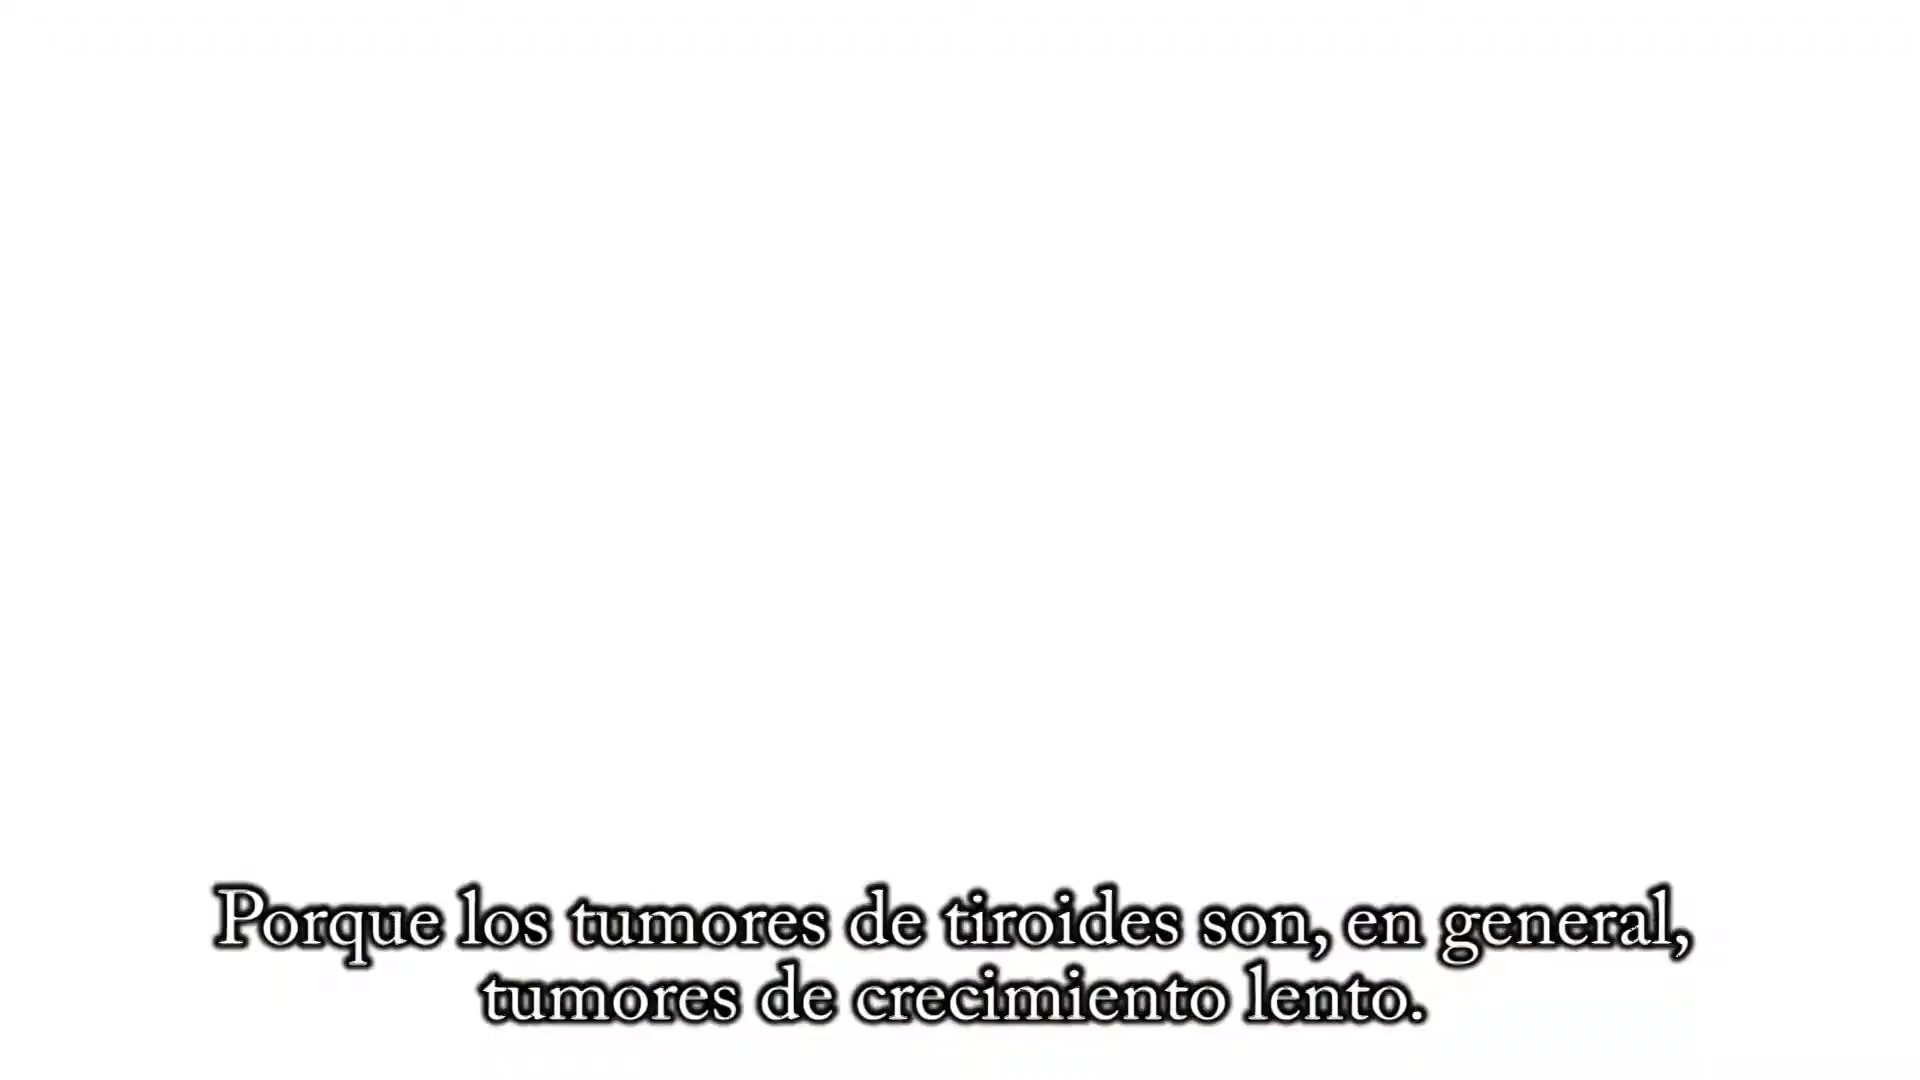 Porque los tumores de tiroides son, en general,
tumores de crecimiento lento.